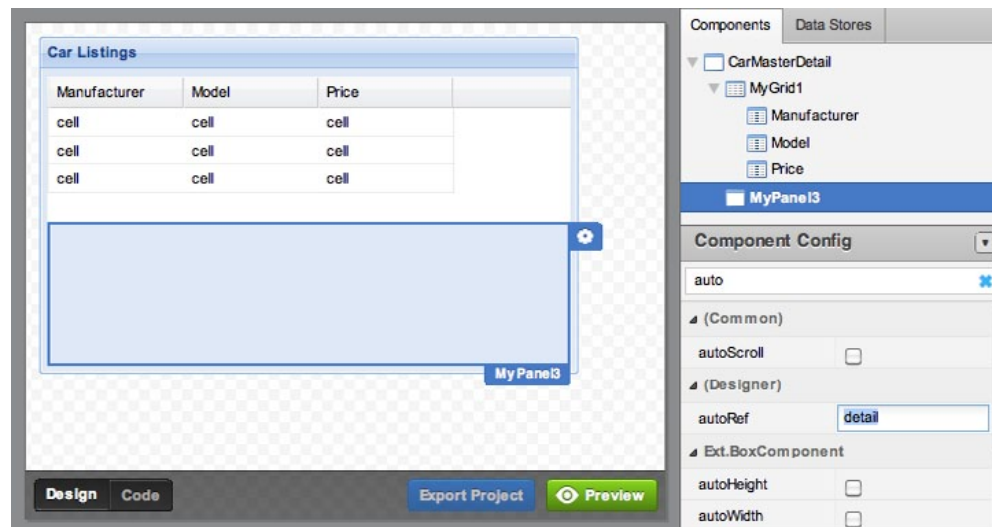 Car Listings
Manufacturer Model Price
cell cell cell
cell cell cell
cell cell cell
MyPanel3
Design Code Export Project Preview
Components Data Stores
CarMasterDetail
MyGrid1
Manufacturer
Model
Price
MyPanel3
Component Config
auto
(Common)
autoScroll
(Designer)
autoRef detail
Ext.BoxComponent
autoHeight
autoWidth